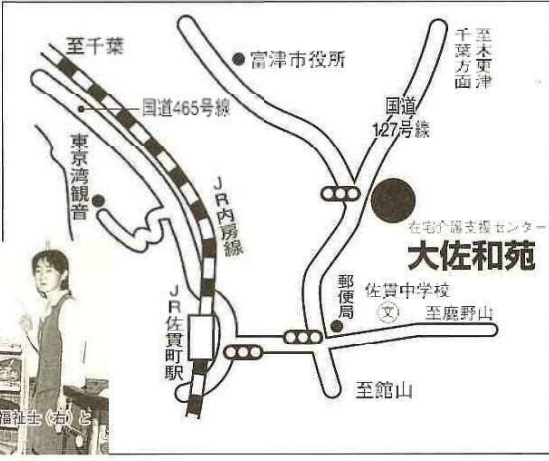 至千葉
富津市役所
至木更津
千葉方面
国道465号線
国道
127号線
東京湾観音
JR内房線
在宅介護支援センター
大佐和苑
郵便局
佐貫中学校
文
至鹿野山
JR佐貫町駅
至館山
福祉士(右)と